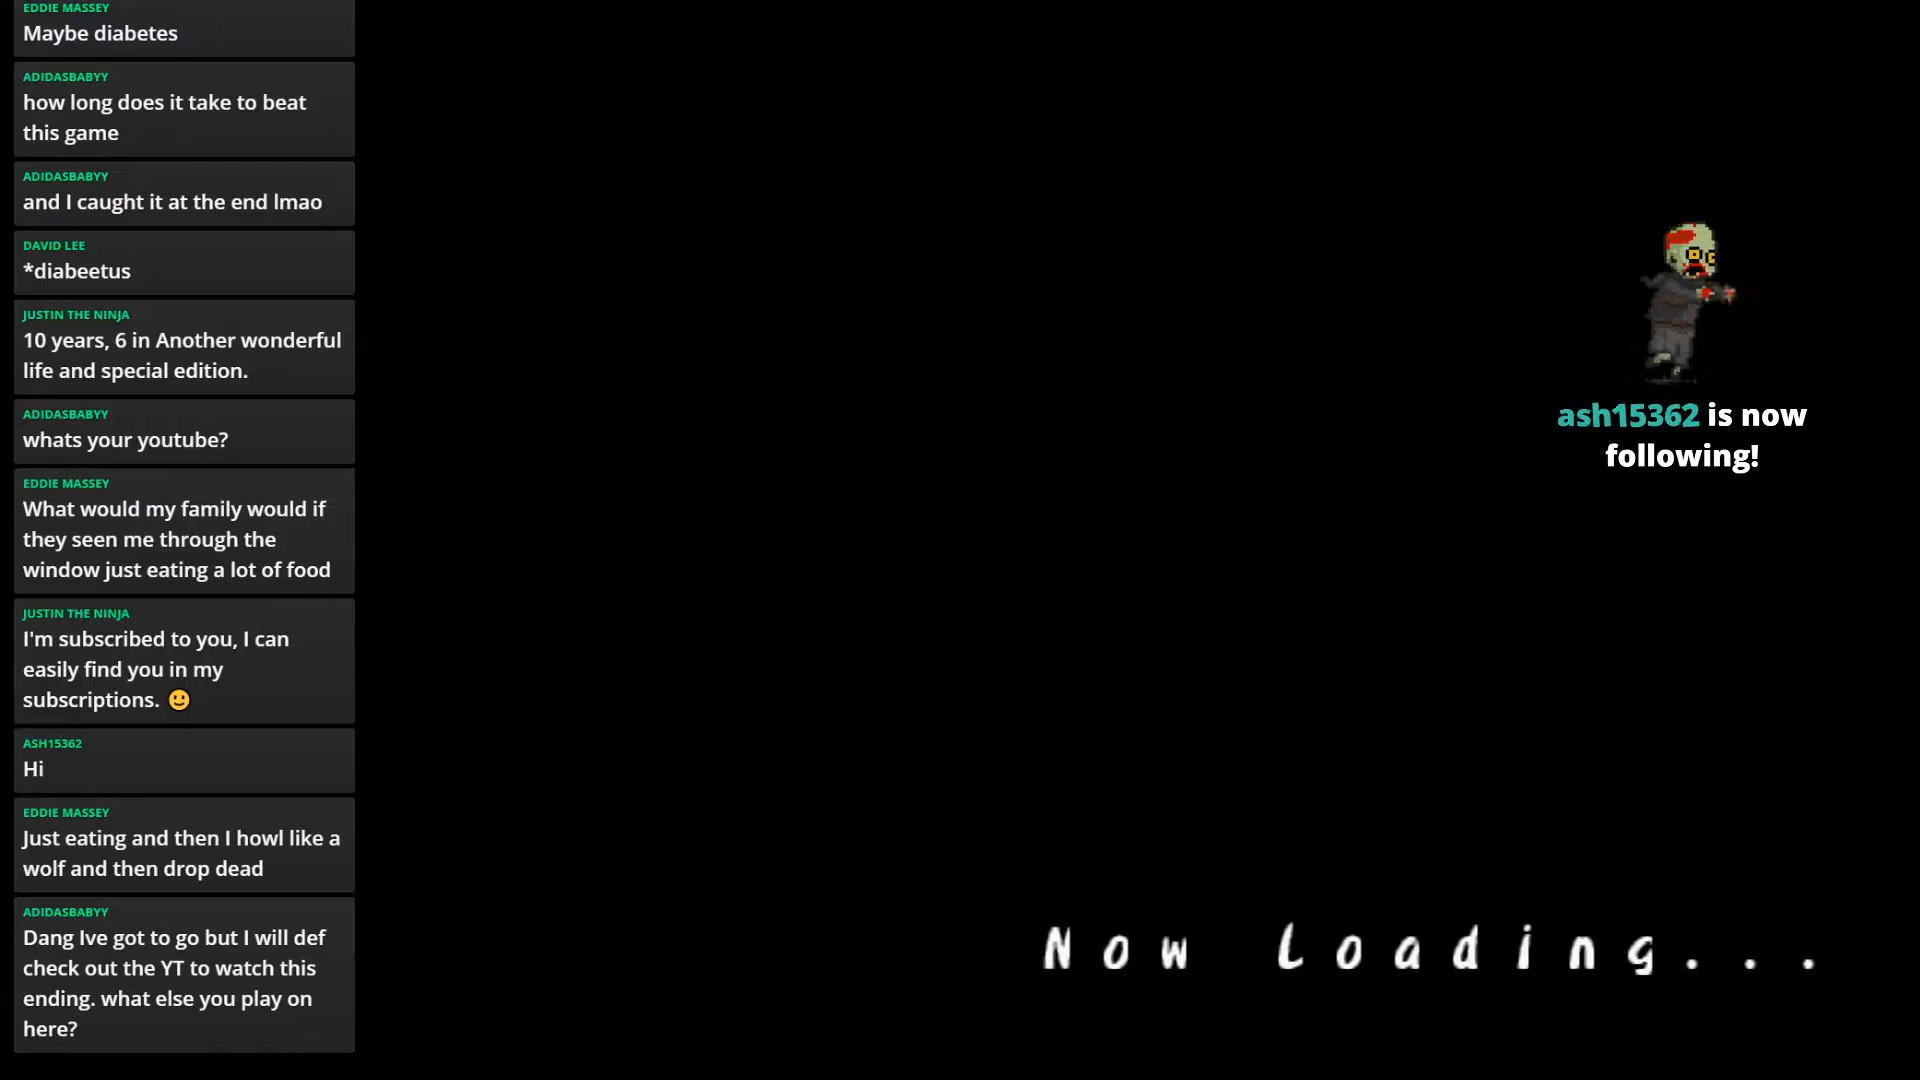 EDDIE MASSEY
Maybe diabetes
ADIDASBABYY
how long does it take to beat
this game
ADIDASBABYY
and I caught it at the end lmao
DAVID LEE
*diabeetus
JUSTIN THE NINJA
10 years, 6 in Another wonderful
life and special edition.
ADIDASBABYY
whats your youtube?
EDDIE MASSEY
What would my family would if
they seen me through the
window just eating a lot of food
JUSTIN THE NINJA
I'm subscribed to you, I can
easily find you in my
subscriptions. 🙂
ASH15362
Hi
EDDIE MASSEY
Just eating and then I howl like a
wolf and then drop dead
ADIDASBABYY
Dang Ive got to go but I will def
check out the YT to watch this
ending. what else you play on
here?
ash15362 is now
following!
Now Loading...